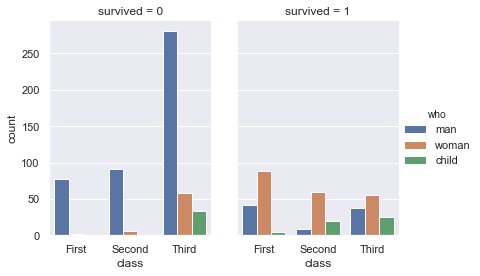 survived = 0
survived = 1
count
250
200
150
100
50
0
First Second Third
class
First Second Third
class
who
man
woman
child